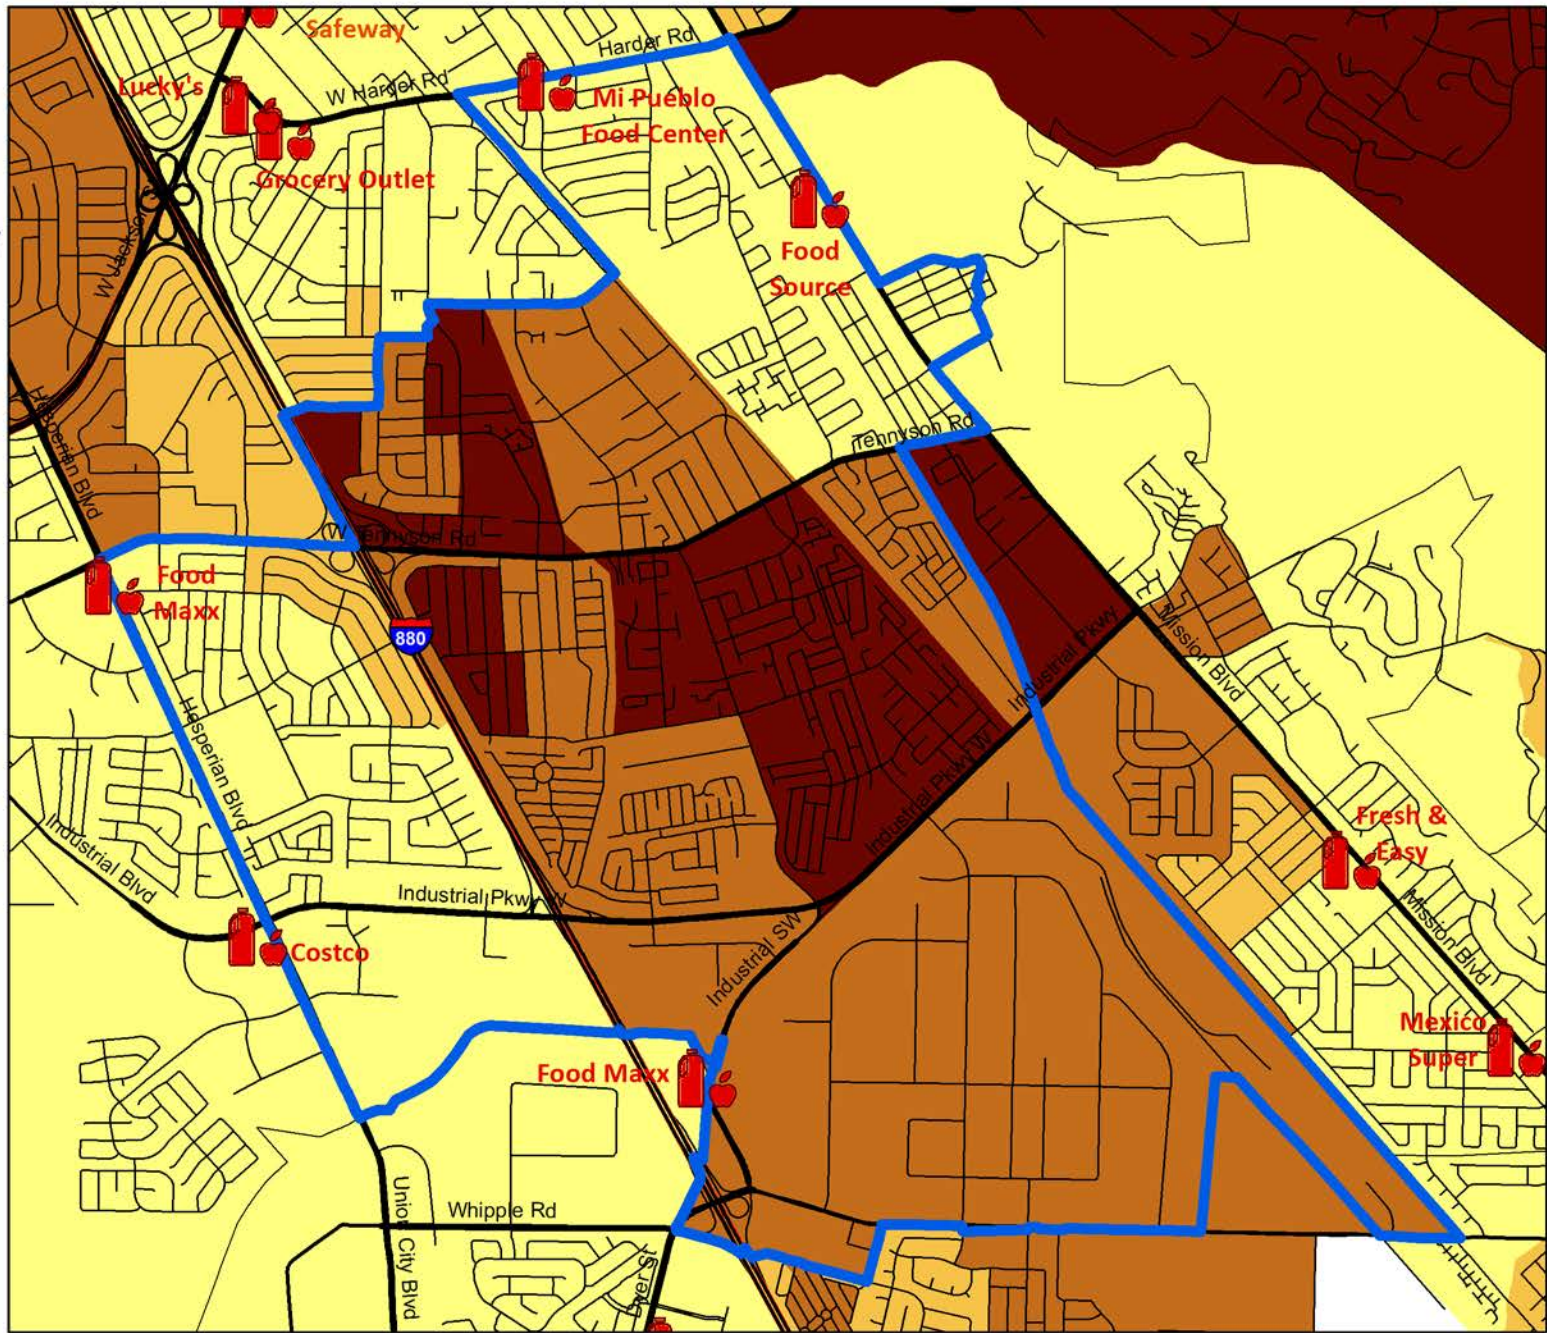 Safeway
Harder Rd
Lucky's
W Harder Rd
Mi Pueblo
Food Center
Grocery Outlet
W Jackson S
Food
Source
Hesperian Blvd
Tennyson Rd
W Tennyson Rd
Food
Maxx
880
Industrial Pkwy
Mission Blvd
Hesperian Blvd
Industrial Pkwy W
Industrial Blvd
Fresh &
Easy
Industrial Pkwy W
Mission Blvd
Costco
Industrial SW
Mexico
Super
Food Maxx
Whipple Rd
Union City Blvd
Dyer St